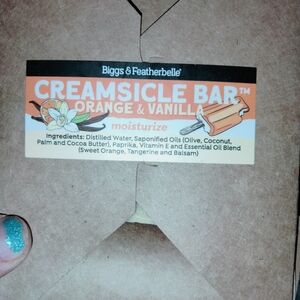 Biggs & Featherbelle®
CREAMSICLE BAR™
ORANGE & VANILLA
moisturize
Ingredients: Distilled Water, Saponified Oils (Olive, Coconut,
Palm and Cocoa Butter), Paprika, Vitamin E and Essential Oil Blend
(Sweet Orange, Tangerine and Balsam)